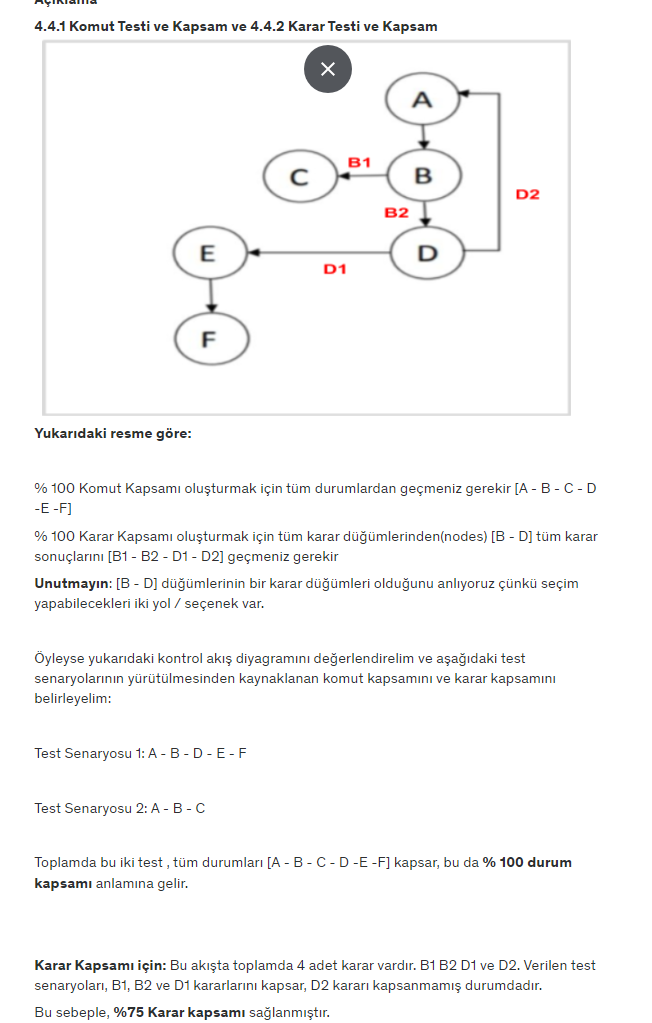 Açıklama
4.4.1 Komut Testi ve Kapsam ve 4.4.2 Karar Testi ve Kapsam
A
B1
C
B
D2
B2
E
D
D1
F
Yukarıdaki resme göre:
% 100 Komut Kapsamı oluşturmak için tüm durumlardan geçmeniz gerekir [A - B - C - D
-E -F]
% 100 Karar Kapsamı oluşturmak için tüm karar düğümlerinden(nodes) [B - D] tüm karar
sonuçlarını [B1 - B2 - D1 - D2] geçmeniz gerekir
Unutmayın: [B - D] düğümlerinin bir karar düğümleri olduğunu anlıyoruz çünkü seçim
yapabilecekleri iki yol / seçenek var.
Öyleyse yukarıdaki kontrol akış diyagramını değerlendirelim ve aşağıdaki test
senaryolarının yürütülmesinden kaynaklanan komut kapsamını ve karar kapsamını
belirleyelim:
Test Senaryosu 1: A - B - D - E - F
Test Senaryosu 2: A - B - C
Toplamda bu iki test , tüm durumları [A - B - C - D -E -F] kapsar, bu da % 100 durum
kapsamı anlamına gelir.
Karar Kapsamı için: Bu akışta toplamda 4 adet karar vardır. B1 B2 D1 ve D2. Verilen test
senaryoları, B1, B2 ve D1 kararlarını kapsar, D2 kararı kapsanmamış durumdadır.
Bu sebeple, %75 Karar kapsamı sağlanmıştır.